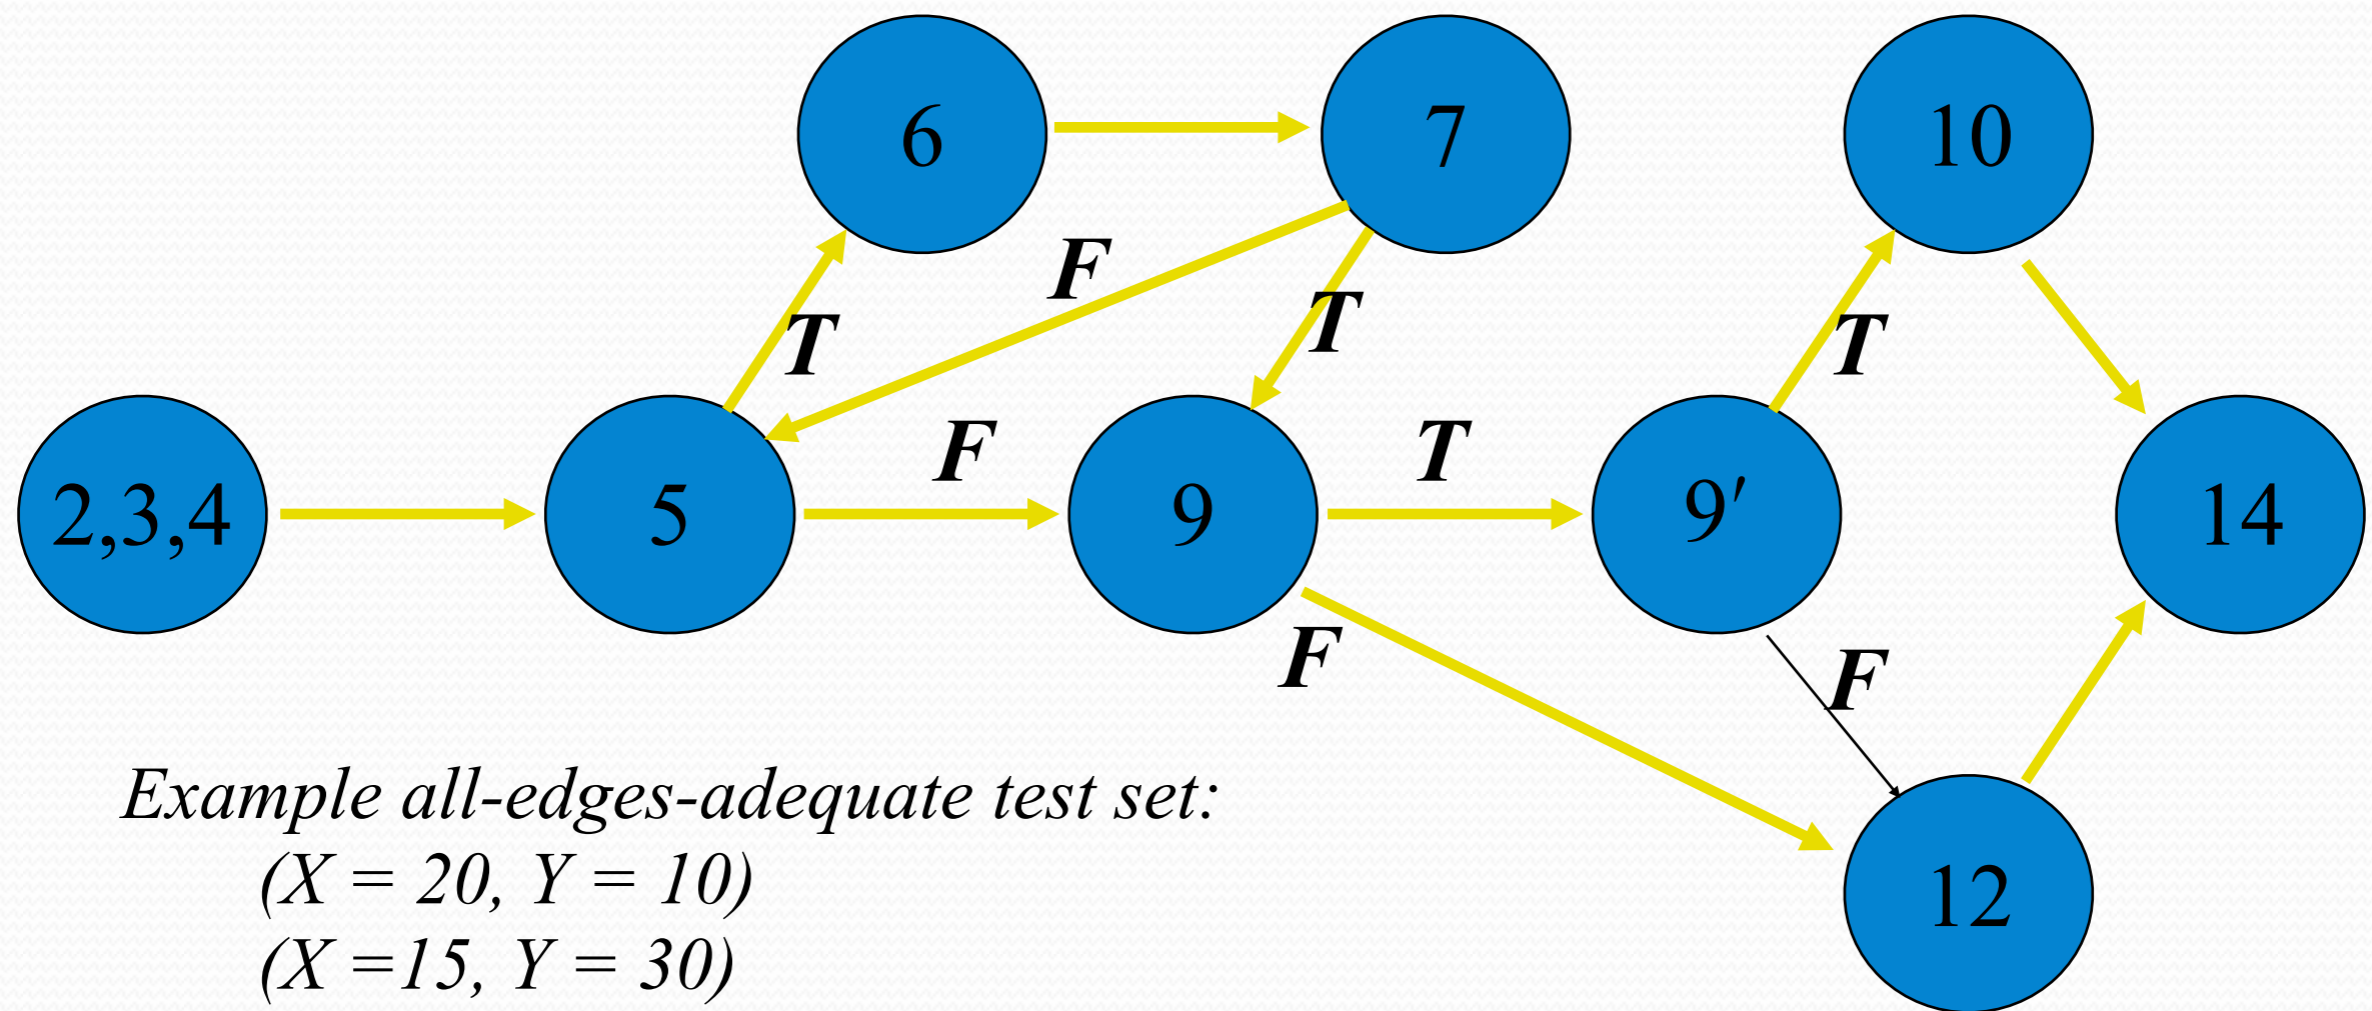 6
7
10
F
T
T
T
2,3,4
5
F
9
T
9′
14
F
F
Example all-edges-adequate test set:
(X = 20, Y = 10)
12
(X =15, Y = 30)